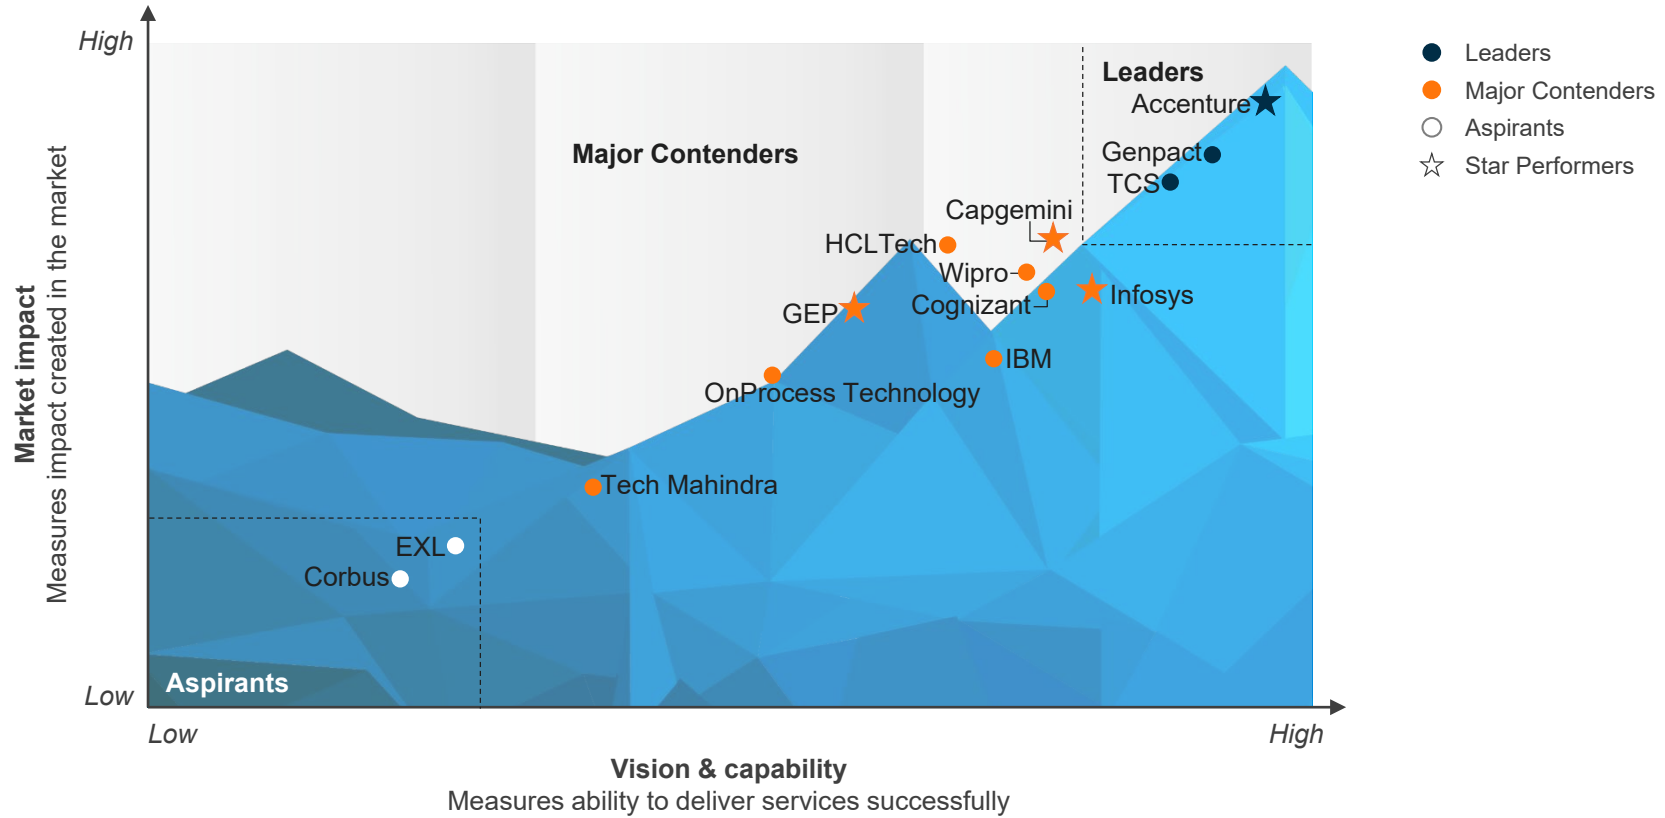 High
Leaders
Accenture
Major Contenders
Genpact
TCS
Capgemini
HCLTech
Wipro
Cognizant
Infosys
GEP
IBM
OnProcess Technology
Tech Mahindra
EXL
Corbus
Aspirants
Low
Low
High
Market impact
Measures impact created in the market
Vision & capability
Measures ability to deliver services successfully
Leaders
Major Contenders
Aspirants
Star Performers